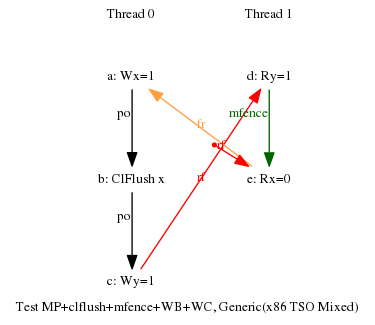 Thread 0
Thread 1
a: Wx=1
d: Ry=1
po
mfence
fr
rf
b: ClFlush x
rf
e: Rx=0
po
c: Wy=1
Test MP+clflush+mfence+WB+WC, Generic(x86 TSO Mixed)